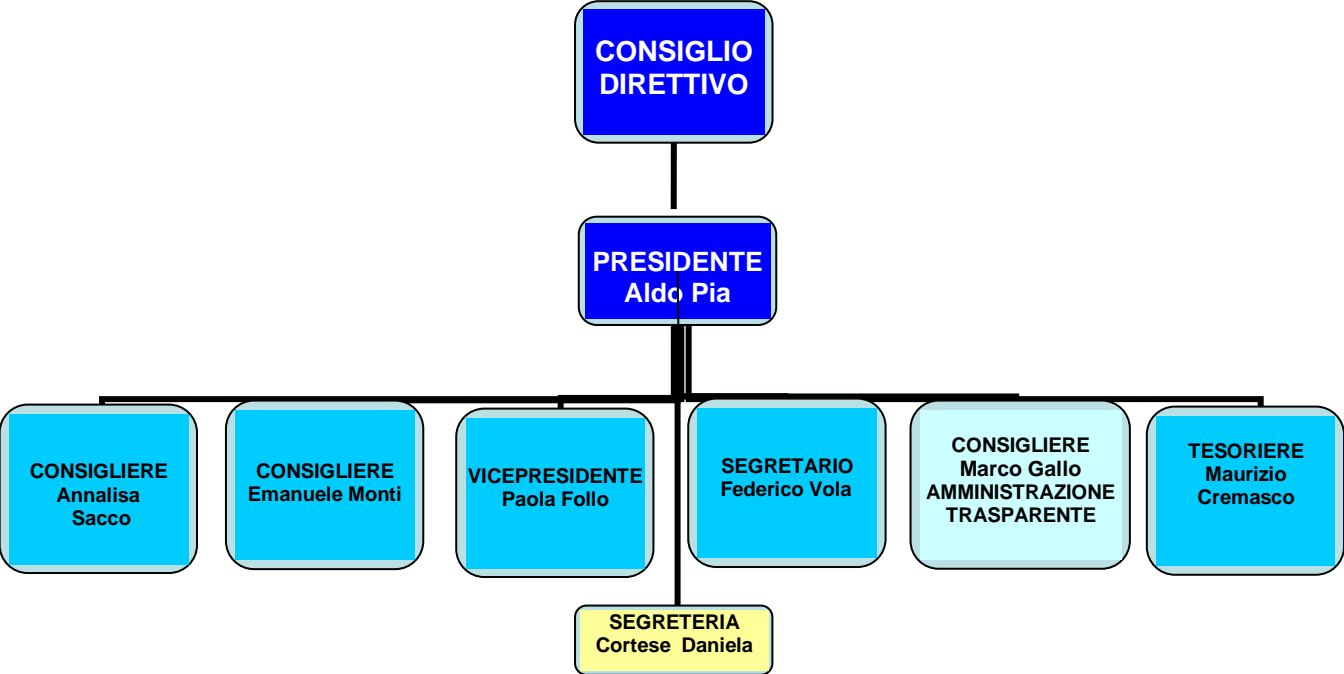 CONSIGLIO
DIRETTIVO
PRESIDENTE
Aldo Pia
CONSIGLIERE
Annalisa
Sacco
CONSIGLIERE
Emanuele Monti
VICEPRESIDENTE
Paola Follo
SEGRETARIO
Federico Vola
CONSIGLIERE
Marco Gallo
AMMINISTRAZIONE
TRASPARENTE
TESORIERE
Maurizio
Cremasco
SEGRETERIA
Cortese Daniela